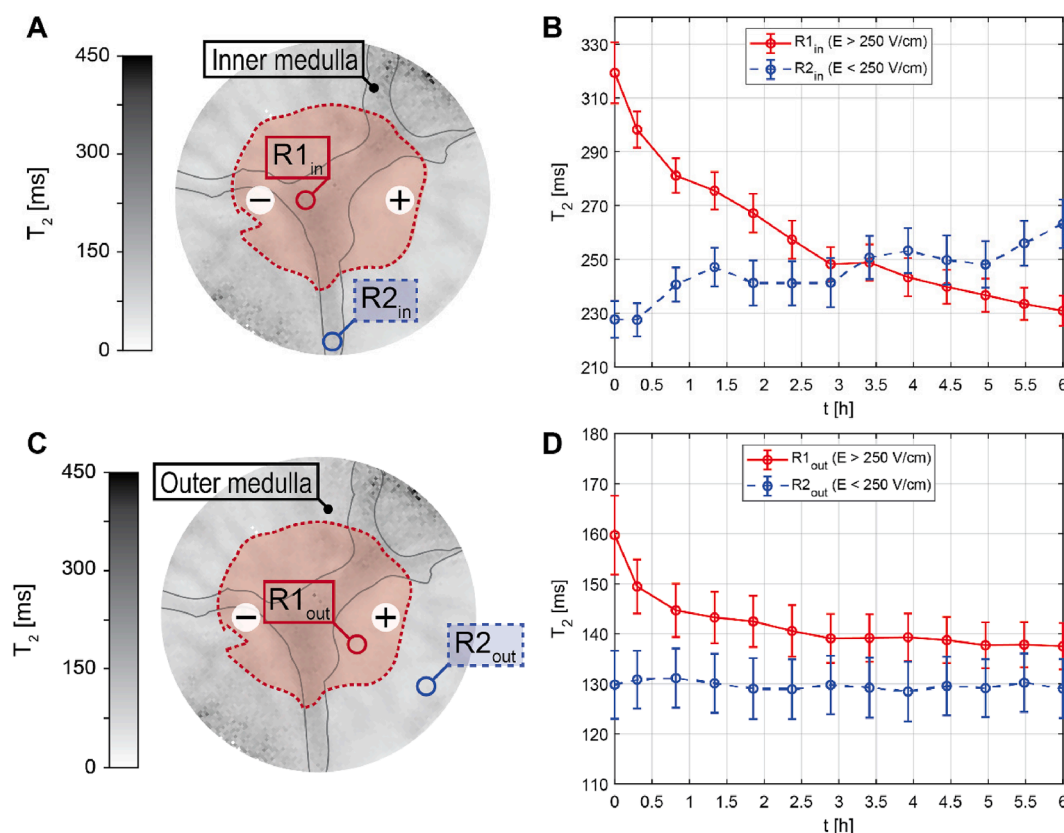 A
450
300
150
0
T2 [ms]
Inner medulla
R1in
−
+
R2in
B
R1in (E > 250 V/cm)
R2in (E < 250 V/cm)
330
310
290
270
250
230
210
T2 [ms]
0 0.5 1 1.5 2 2.5 3 3.5 4 4.5 5 5.5 6
t [h]
C
450
300
150
0
T2 [ms]
Outer medulla
R1out
−
+
R2out
D
R1out (E > 250 V/cm)
R2out (E < 250 V/cm)
180
170
160
150
140
130
120
110
T2 [ms]
0 0.5 1 1.5 2 2.5 3 3.5 4 4.5 5 5.5 6
t [h]